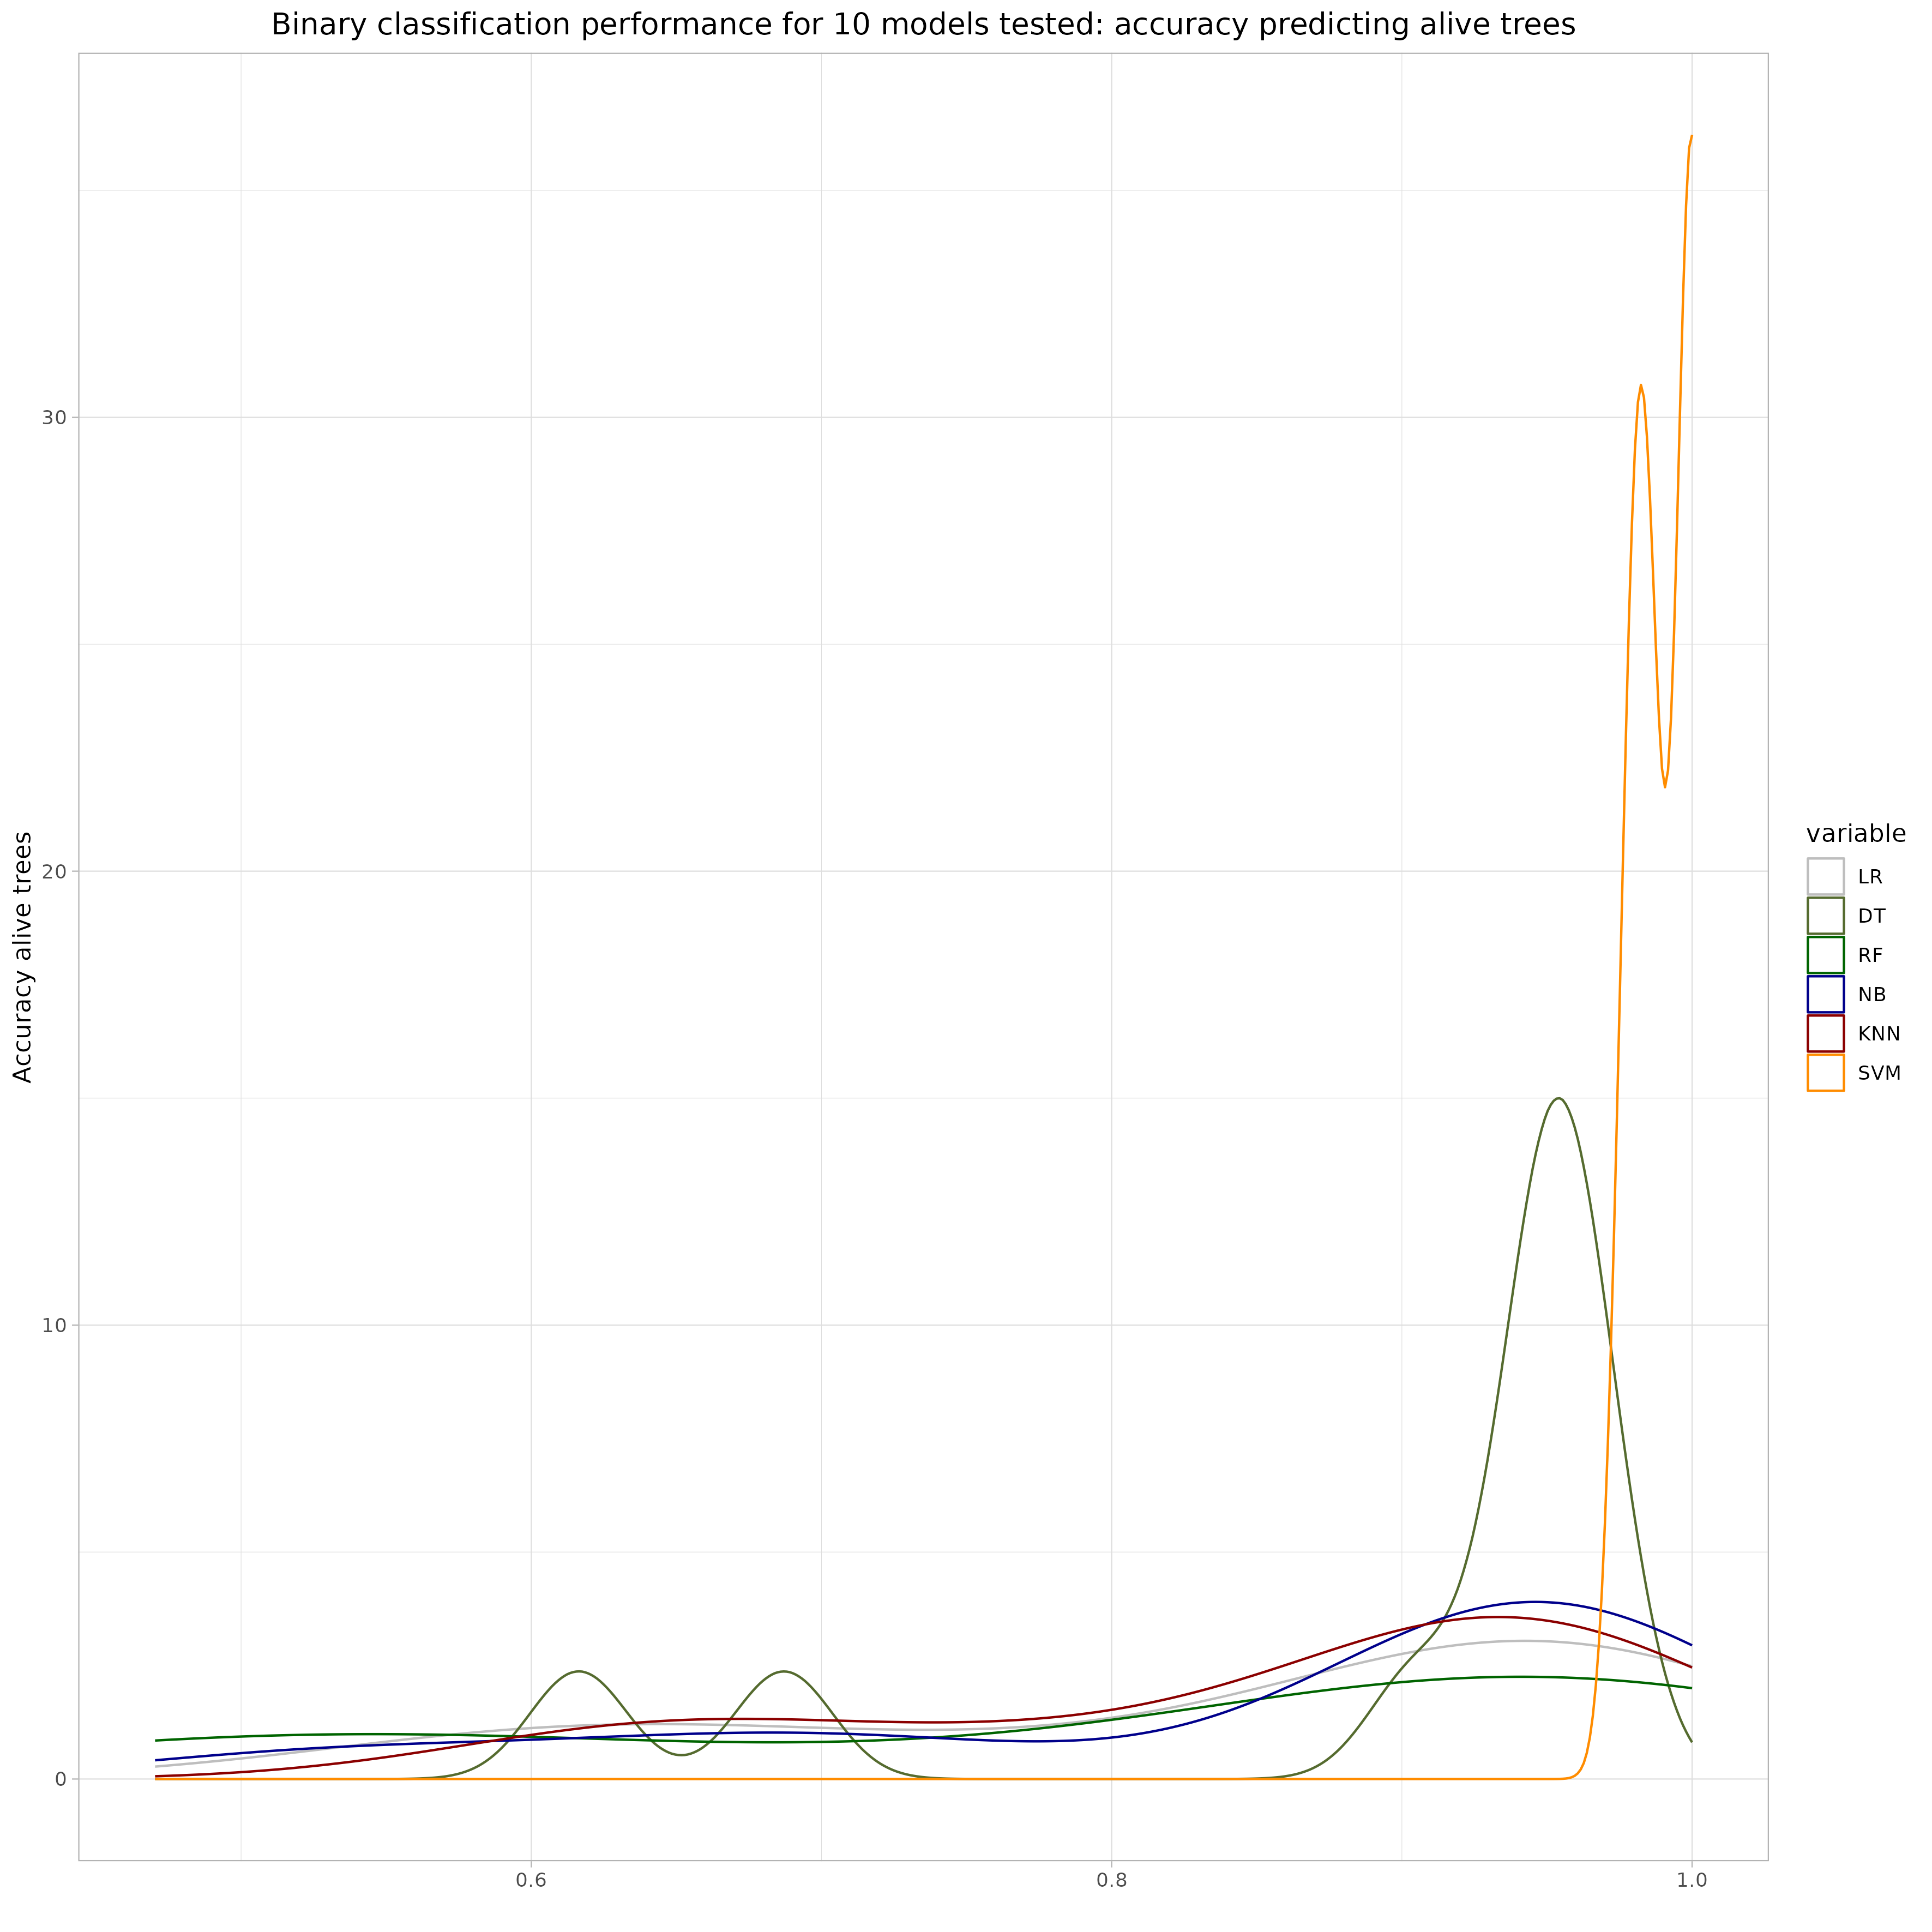 Binary classification performance for 10 models tested: accuracy predicting alive trees
Accuracy alive trees
30
20
10
0
0.6
0.8
1.0
variable
LR
DT
RF
NB
KNN
SVM